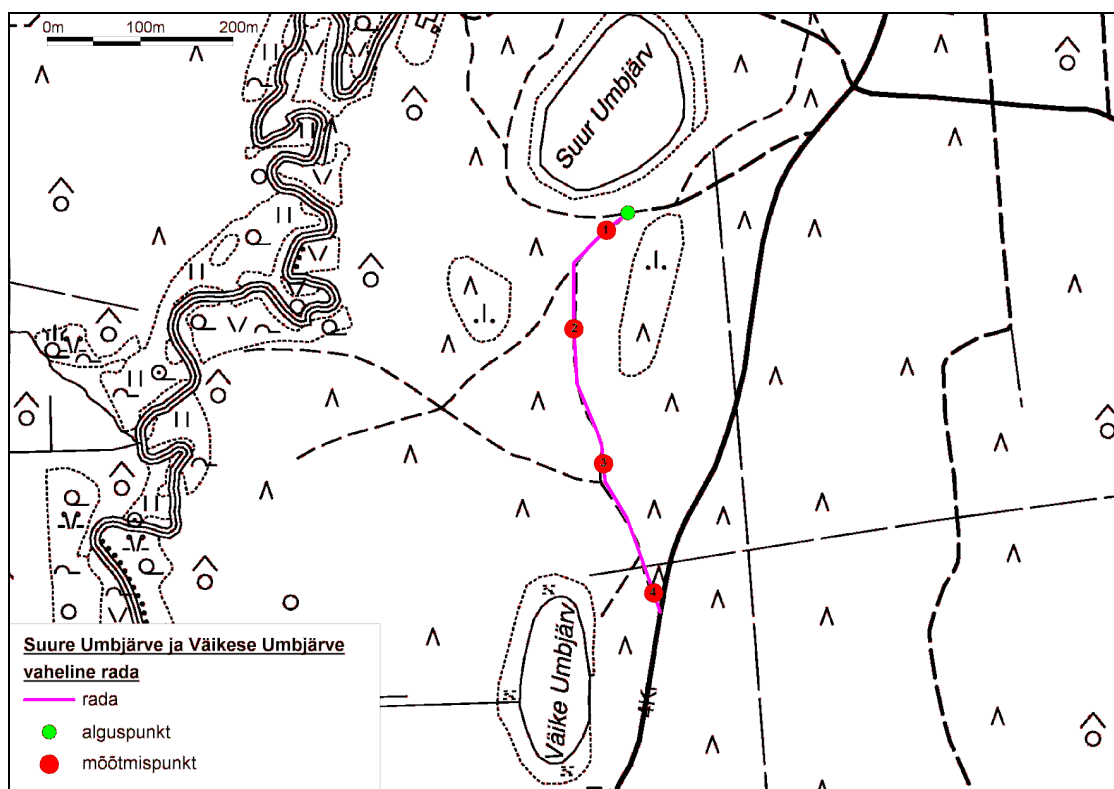 0m 100m 200m
Suur Umbjärv
1
2
3
4
Väike Umbjärv
Suure Umbjärve ja Väikese Umbjärve
vaheline rada
rada
alguspunkt
mõõtmispunkt